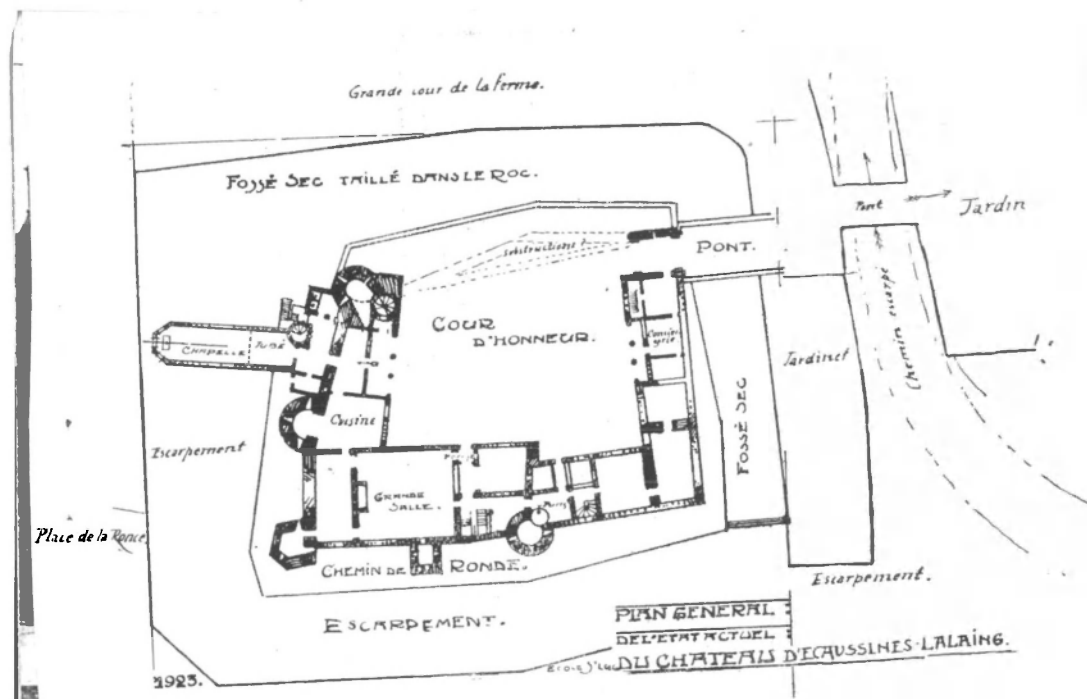 Grande cour de la ferme.
FOSSÉ SEC TAILLÉ DANS LE ROC.
Pont
Jardin
PONT.
substructions?
COUR
D'HONNEUR.
CHAPELLE
JUBÉ
Jardinet
Chemin escarpé
Cuisine
FOSSÉ SEC
Escarpement
GRANDE
SALLE.
Place de la Ronce
CHEMIN DE RONDE.
Escarpement.
ESCARPEMENT.
PLAN GENERAL
DE L'ETAT ACTUEL
DU CHATEAU D'ECAUSSINES-LALAING.
1923.